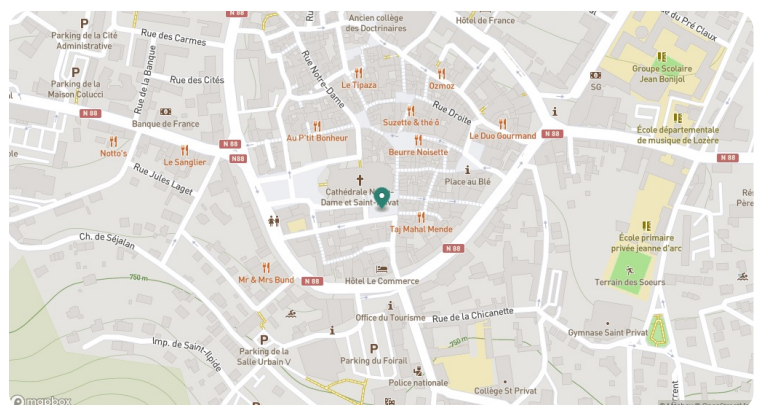 Parking de la Cité
Administrative
Rue des Carmes
Ancien collège
des Doctrinaires
Hôtel de France
Rue du Pré Claux
Groupe Scolaire
Jean Bonijol
Parking de la
Maison Colucci
Rue de la Banque
Rue des Cités
Rue Notre-Dame
Le Tipaza
Ozmoz
SG
N 88
Banque de France
Suzette & thé ô
Rue Droite
École départementale
de musique de Lozère
Notto's
Le Sanglier
N 88
N88
Au P'tit Bonheur
Beurre Noisette
Le Duo Gourmand
N 88
Rue Jules Laget
Place au Blé
Cathédrale N
Dame et Saint-
vat
Rés
Père
Ch. de Séjalan
Taj Mahal Mende
N 88
École primaire
privée jeanne d'arc
750 m
Mr & Mrs Bund
N 88
Hôtel Le Commerce
Terrain des Soeurs
Office du Tourisme
Rue de la Chicanette
Gymnase Saint Privat
Imp. de Saint-Ilpide
Parking de la
Salle Urbain V
Parking du Foirail
750 m
Police nationale
Collège St Privat
rrent
mapbox